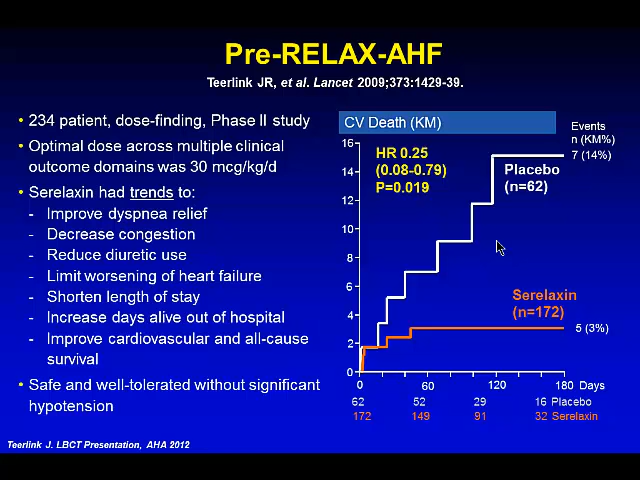 Pre-RELAX-AHF
Teerlink JR, et al. Lancet 2009;373:1429-39.
• 234 patient, dose-finding, Phase II study
• Optimal dose across multiple clinical
outcome domains was 30 mcg/kg/d
• Serelaxin had trends to:
- Improve dyspnea relief
- Decrease congestion
- Reduce diuretic use
- Limit worsening of heart failure
- Shorten length of stay
- Increase days alive out of hospital
- Improve cardiovascular and all-cause
survival
• Safe and well-tolerated without significant
hypotension
CV Death (KM)
Events
n (KM%)
16
14
12
10
8
6
4
2
0
HR 0.25
(0.08-0.79)
P=0.019
7 (14%)
Placebo
(n=62)
Serelaxin
(n=172)
5 (3%)
0 60 120 180 Days
62 52 29 16 Placebo
172 149 91 32 Serelaxin
Teerlink J. LBCT Presentation, AHA 2012